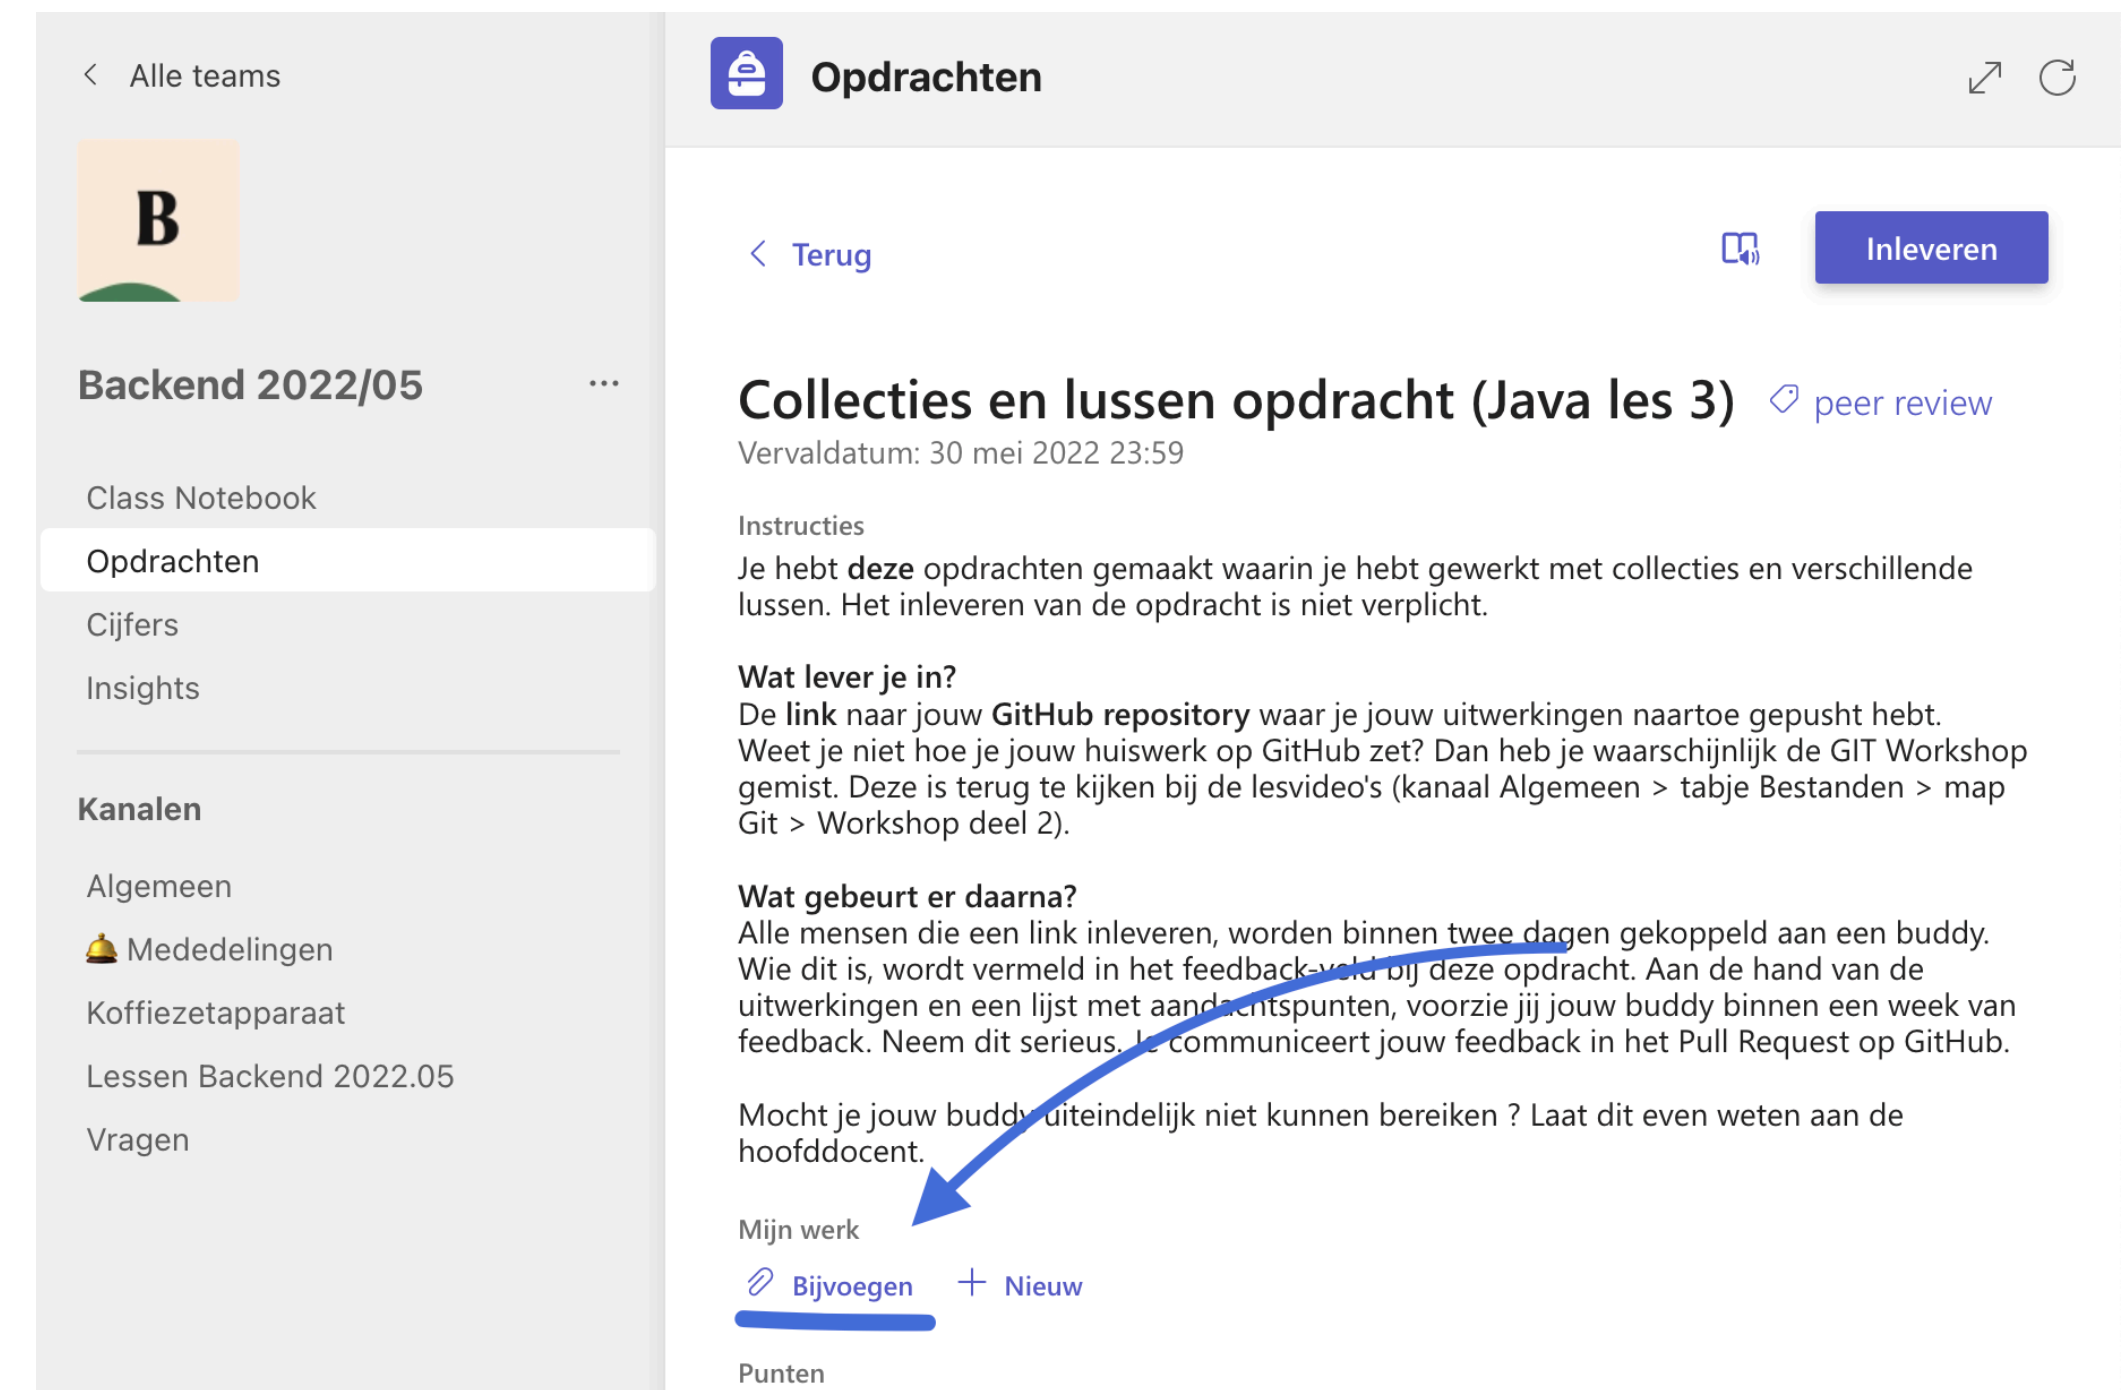 Alle teams
B
Backend 2022/05
...
Class Notebook
Opdrachten
Cijfers
Insights
Kanalen
Algemeen
Mededelingen
Koffiezetapparaat
Lessen Backend 2022.05
Vragen
Opdrachten
Terug
Inleveren
Collecties en lussen opdracht (Java les 3)
peer review
Vervaldatum: 30 mei 2022 23:59
Instructies
Je hebt deze opdrachten gemaakt waarin je hebt gewerkt met collecties en verschillende
lussen. Het inleveren van de opdracht is niet verplicht.
Wat lever je in?
De link naar jouw GitHub repository waar je jouw uitwerkingen naartoe gepusht hebt.
Weet je niet hoe je jouw huiswerk op GitHub zet? Dan heb je waarschijnlijk de GIT Workshop
gemist. Deze is terug te kijken bij de lesvideo's (kanaal Algemeen > tabje Bestanden > map
Git > Workshop deel 2).
Wat gebeurt er daarna?
Alle mensen die een link inleveren, worden binnen twee dagen gekoppeld aan een buddy.
Wie dit is, wordt vermeld in het feedback-veld bij deze opdracht. Aan de hand van de
uitwerkingen en een lijst met aandachtspunten, voorzie jij jouw buddy binnen een week van
feedback. Neem dit serieus. Je communiceert jouw feedback in het Pull Request op GitHub.
Mocht je jouw buddy uiteindelijk niet kunnen bereiken ? Laat dit even weten aan de
hoofddocent.
Mijn werk
Bijvoegen
Nieuw
Punten